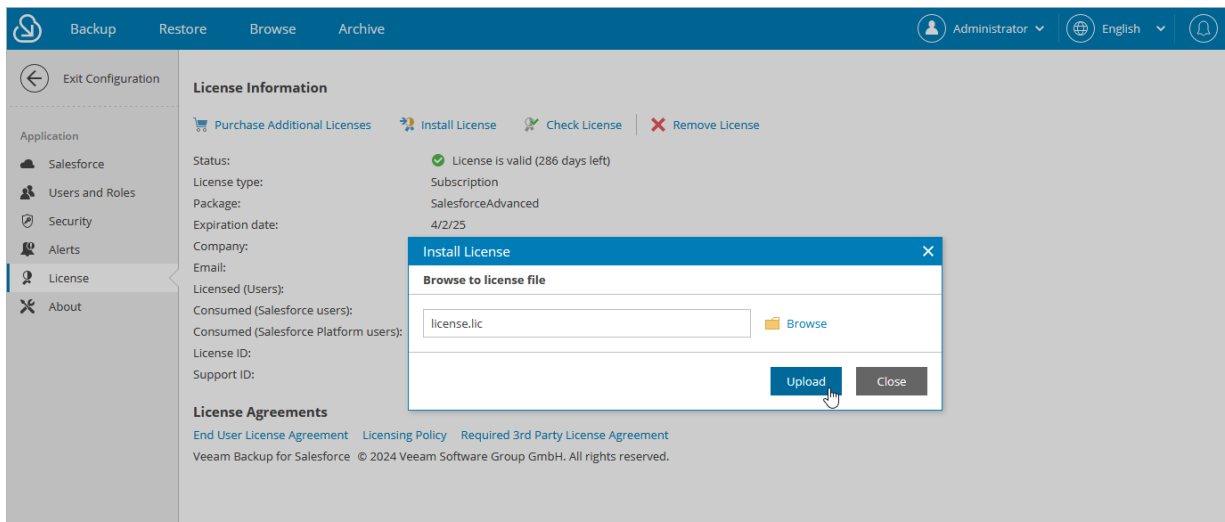 Backup Restore Browse Archive Administrator English
Exit Configuration
Application
Salesforce
Users and Roles
Security
Alerts
License
About
License Information
Purchase Additional Licenses Install License Check License Remove License
Status: License is valid (286 days left)
License type: Subscription
Package: SalesforceAdvanced
Expiration date: 4/2/25
Company:
Email:
Licensed (Users):
Consumed (Salesforce users):
Consumed (Salesforce Platform users):
License ID:
Support ID:
Install License
Browse to license file
license.lic Browse
Upload Close
License Agreements
End User License Agreement Licensing Policy Required 3rd Party License Agreement
Veeam Backup for Salesforce © 2024 Veeam Software Group GmbH. All rights reserved.